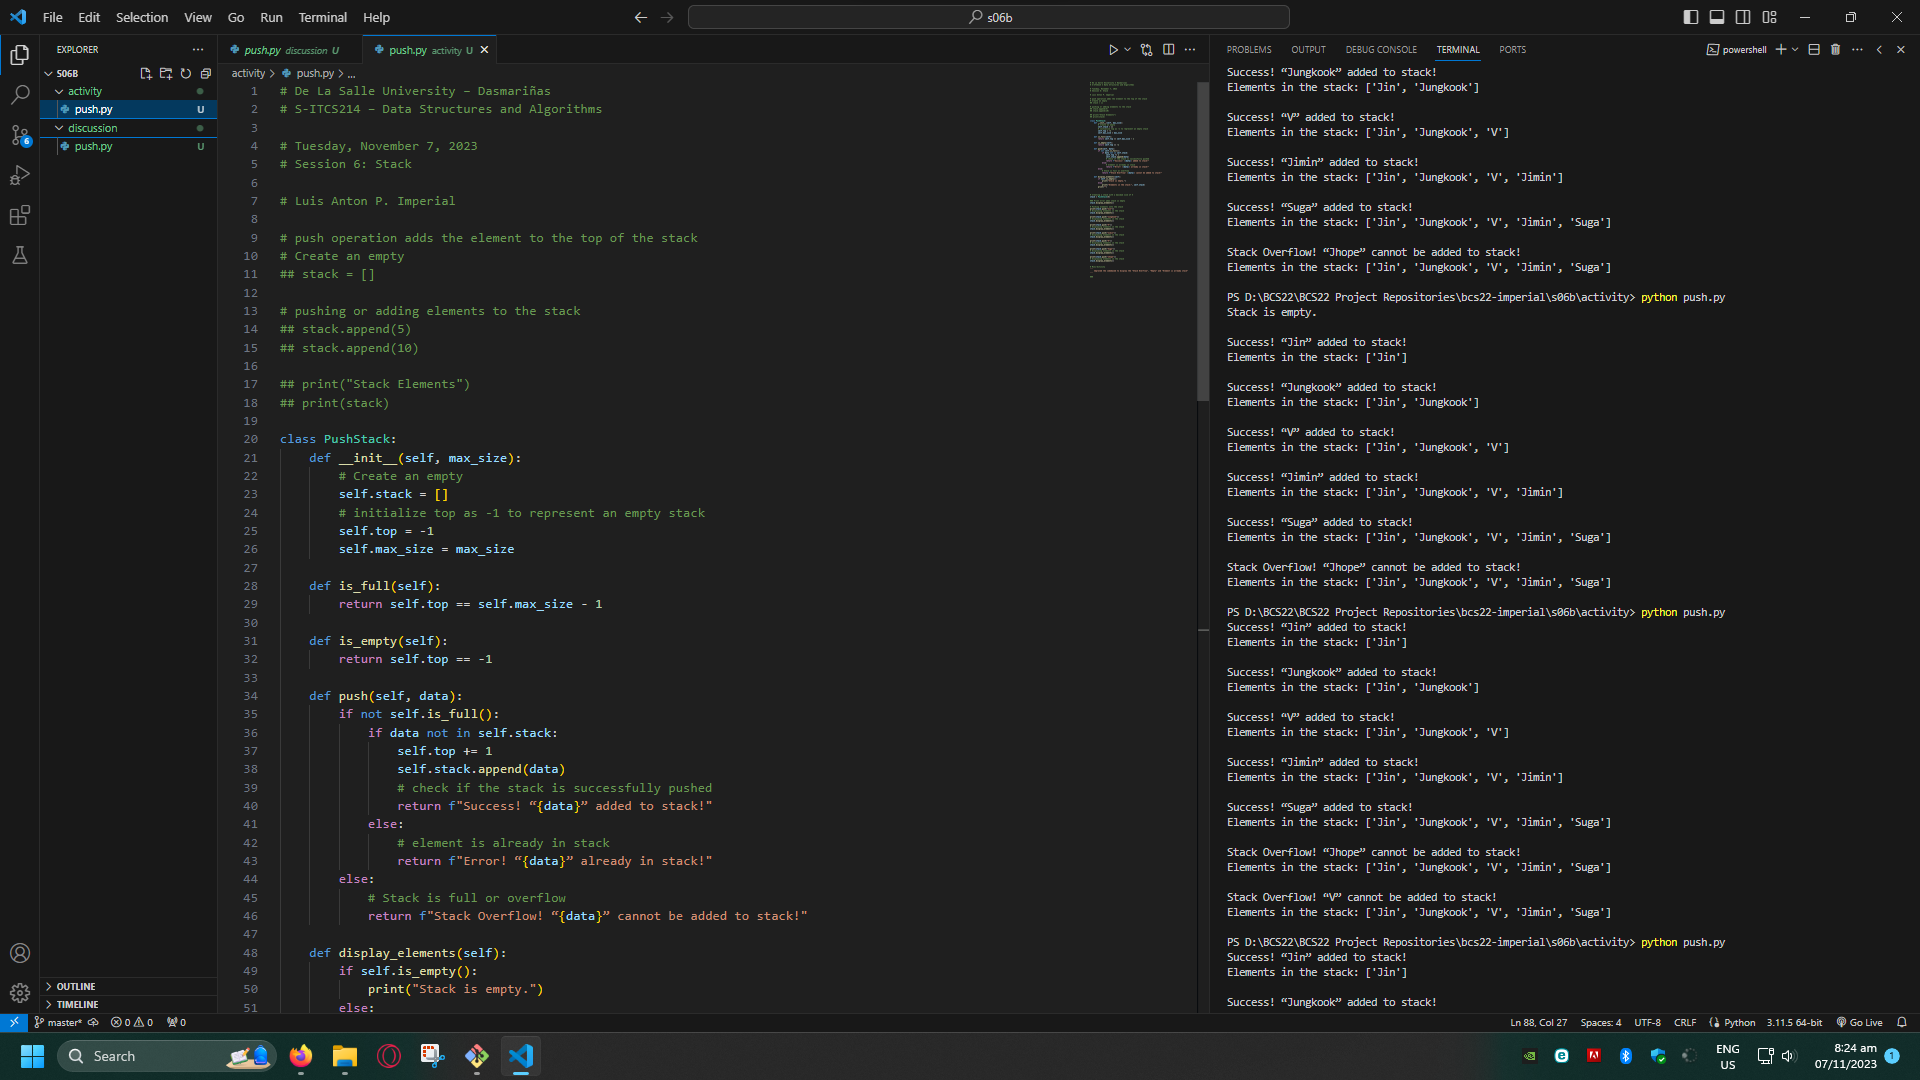 File Edit Selection View Go Run Terminal Help
s06b
EXPLORER
S06B
activity
push.py U
discussion
push.py U
OUTLINE
TIMELINE
push.py discussion U
push.py activity U
activity > push.py > ...
1 # De La Salle University – Dasmariñas
2 # S-ITCS214 – Data Structures and Algorithms
3
4 # Tuesday, November 7, 2023
5 # Session 6: Stack
6
7 # Luis Anton P. Imperial
8
9 # push operation adds the element to the top of the stack
10 # Create an empty
11 ## stack = []
12
13 # pushing or adding elements to the stack
14 ## stack.append(5)
15 ## stack.append(10)
16
17 ## print("Stack Elements")
18 ## print(stack)
19
20 class PushStack:
21 def __init__(self, max_size):
22 # Create an empty
23 self.stack = []
24 # initialize top as -1 to represent an empty stack
25 self.top = -1
26 self.max_size = max_size
27
28 def is_full(self):
29 return self.top == self.max_size - 1
30
31 def is_empty(self):
32 return self.top == -1
33
34 def push(self, data):
35 if not self.is_full():
36 if data not in self.stack:
37 self.top += 1
38 self.stack.append(data)
39 # check if the stack is successfully pushed
40 return f"Success! “{data}” added to stack!"
41 else:
42 # element is already in stack
43 return f"Error! “{data}” already in stack!"
44 else:
45 # Stack is full or overflow
46 return f"Stack Overflow! “{data}” cannot be added to stack!"
47
48 def display_elements(self):
49 if self.is_empty():
50 print("Stack is empty.")
51 else:
PROBLEMS OUTPUT DEBUG CONSOLE TERMINAL PORTS
powershell
Success! “Jungkook” added to stack!
Elements in the stack: ['Jin', 'Jungkook']
Success! “V” added to stack!
Elements in the stack: ['Jin', 'Jungkook', 'V']
Success! “Jimin” added to stack!
Elements in the stack: ['Jin', 'Jungkook', 'V', 'Jimin']
Success! “Suga” added to stack!
Elements in the stack: ['Jin', 'Jungkook', 'V', 'Jimin', 'Suga']
Stack Overflow! “Jhope” cannot be added to stack!
Elements in the stack: ['Jin', 'Jungkook', 'V', 'Jimin', 'Suga']
PS D:\BCS22\BCS22 Project Repositories\bcs22-imperial\s06b\activity> python push.py
Stack is empty.
Success! “Jin” added to stack!
Elements in the stack: ['Jin']
Success! “Jungkook” added to stack!
Elements in the stack: ['Jin', 'Jungkook']
Success! “V” added to stack!
Elements in the stack: ['Jin', 'Jungkook', 'V']
Success! “Jimin” added to stack!
Elements in the stack: ['Jin', 'Jungkook', 'V', 'Jimin']
Success! “Suga” added to stack!
Elements in the stack: ['Jin', 'Jungkook', 'V', 'Jimin', 'Suga']
Stack Overflow! “Jhope” cannot be added to stack!
Elements in the stack: ['Jin', 'Jungkook', 'V', 'Jimin', 'Suga']
PS D:\BCS22\BCS22 Project Repositories\bcs22-imperial\s06b\activity> python push.py
Success! “Jin” added to stack!
Elements in the stack: ['Jin']
Success! “Jungkook” added to stack!
Elements in the stack: ['Jin', 'Jungkook']
Success! “V” added to stack!
Elements in the stack: ['Jin', 'Jungkook', 'V']
Success! “Jimin” added to stack!
Elements in the stack: ['Jin', 'Jungkook', 'V', 'Jimin']
Success! “Suga” added to stack!
Elements in the stack: ['Jin', 'Jungkook', 'V', 'Jimin', 'Suga']
Stack Overflow! “Jhope” cannot be added to stack!
Elements in the stack: ['Jin', 'Jungkook', 'V', 'Jimin', 'Suga']
Stack Overflow! “V” cannot be added to stack!
Elements in the stack: ['Jin', 'Jungkook', 'V', 'Jimin', 'Suga']
PS D:\BCS22\BCS22 Project Repositories\bcs22-imperial\s06b\activity> python push.py
Success! “Jin” added to stack!
Elements in the stack: ['Jin']
Success! “Jungkook” added to stack!
master* 0 0 0
Ln 88, Col 27 Spaces: 4 UTF-8 CRLF Python 3.11.5 64-bit Go Live
Search
ENG
US
8:24 am
07/11/2023
1
6